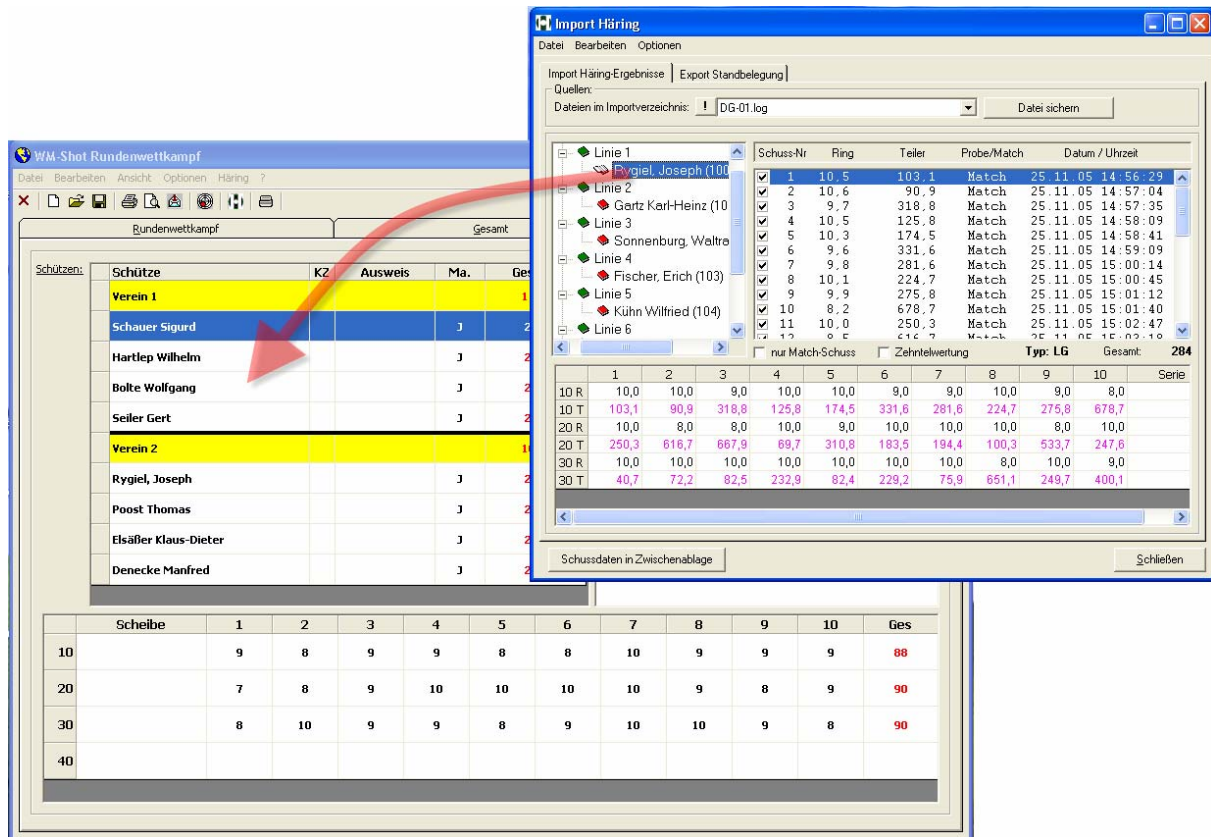 Import Häring
Datei Bearbeiten Optionen
Import Häring-Ergebnisse Export Standbelegung
Quellen:
Dateien im Importverzeichnis: ! DG-01.log Datei sichern
Linie 1
Rygiel, Joseph (100
Linie 2
Gartz Karl-Heinz (10
Linie 3
Sonnenburg, Waltra
Linie 4
Fischer, Erich (103)
Linie 5
Kühn Wilfried (104)
Linie 6
Schuss-Nr Ring Teiler Probe/Match Datum / Uhrzeit
1 10,5 103,1 Match 25.11.05 14:56:29
2 10,6 90,9 Match 25.11.05 14:57:04
3 9,7 318,8 Match 25.11.05 14:57:35
4 10,5 125,8 Match 25.11.05 14:58:09
5 10,3 174,5 Match 25.11.05 14:58:41
6 9,6 331,6 Match 25.11.05 14:59:09
7 9,8 281,6 Match 25.11.05 15:00:14
8 10,1 224,7 Match 25.11.05 15:00:45
9 9,9 275,8 Match 25.11.05 15:01:12
10 8,2 678,7 Match 25.11.05 15:01:40
11 10,0 250,3 Match 25.11.05 15:02:47
nur Match-Schuss Zehntelwertung Typ: LG Gesamt: 284
1 2 3 4 5 6 7 8 9 10 Serie
10 R 10,0 10,0 9,0 10,0 10,0 9,0 9,0 10,0 9,0 8,0
10 T 103,1 90,9 318,8 125,8 174,5 331,6 281,6 224,7 275,8 678,7
20 R 10,0 8,0 8,0 10,0 9,0 10,0 10,0 10,0 8,0 10,0
20 T 250,3 616,7 667,9 69,7 310,8 183,5 194,4 100,3 533,7 247,6
30 R 10,0 10,0 10,0 10,0 10,0 10,0 10,0 8,0 10,0 9,0
30 T 40,7 72,2 82,5 232,9 82,4 229,2 75,9 651,1 249,7 400,1
Schussdaten in Zwischenablage Schließen
WM-Shot Rundenwettkampf
Datei Bearbeiten Ansicht Optionen Häring ?
Rundenwettkampf Gesamt
Schützen:
Schütze KZ Ausweis Ma. Ges
Verein 1
Schauer Sigurd J 2
Hartlep Wilhelm J 2
Bolte Wolfgang J 2
Seiler Gert J 2
Verein 2
Rygiel, Joseph J 2
Poost Thomas J 2
Elsäßer Klaus-Dieter J 2
Denecke Manfred J 2
Scheibe 1 2 3 4 5 6 7 8 9 10 Ges
10 9 8 9 9 8 8 10 9 9 9 88
20 7 8 9 10 10 10 10 9 8 9 90
30 8 10 9 9 8 9 10 10 9 8 90
40